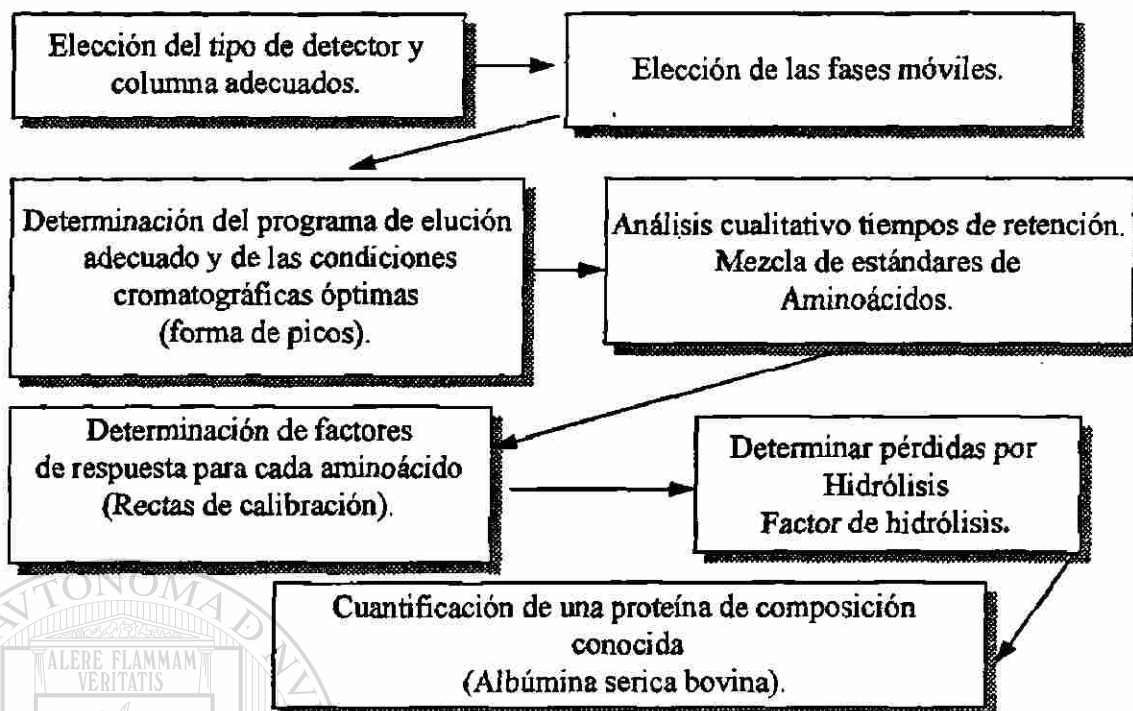 Elección del tipo de detector y
columna adecuados.
Elección de las fases móviles.
Determinación del programa de elución
adecuado y de las condiciones
cromatográficas óptimas
(forma de picos).
Análisis cualitativo tiempos de retención.
Mezcla de estándares de
Aminoácidos.
Determinación de factores
de respuesta para cada aminoácido
(Rectas de calibración).
Determinar pérdidas por
Hidrólisis
Factor de hidrólisis.
Cuantificación de una proteína de composición
conocida
(Albúmina serica bovina).
AVTONOMA D NV
ALERE FLAMMAM
VERITATIS